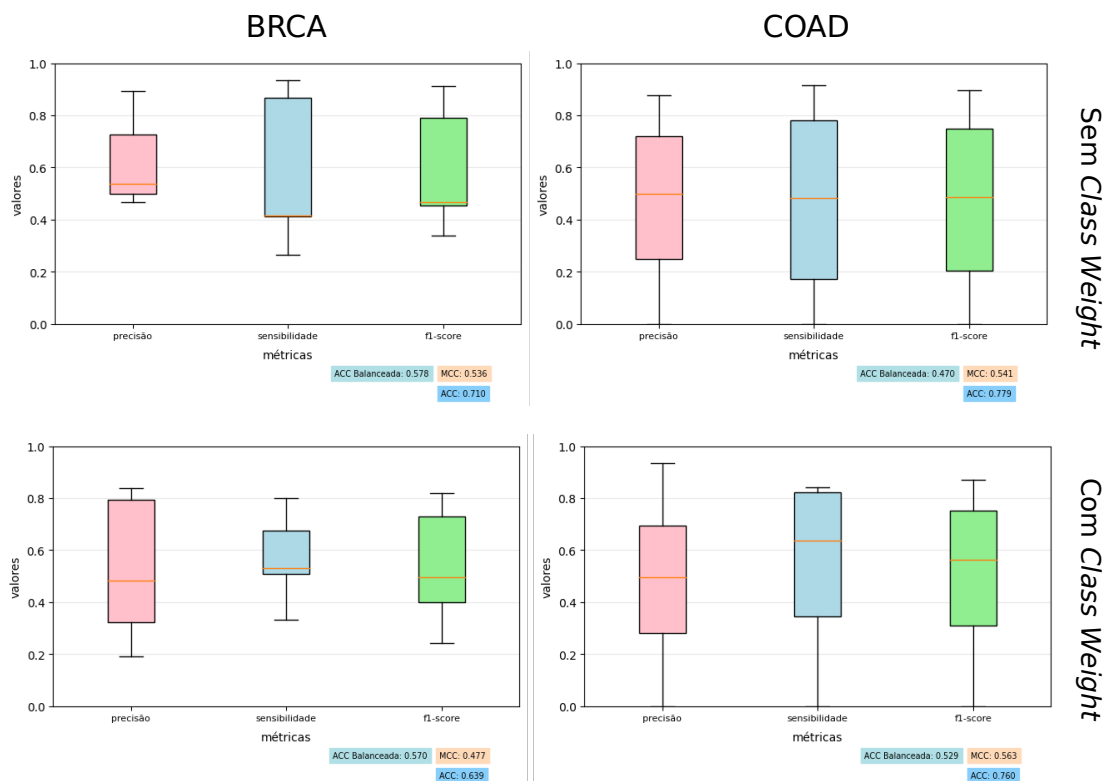 BRCA
COAD
1.0
0.8
0.6
0.4
0.2
0.0
valores
precisão
sensibilidade
f1-score
métricas
ACC Balanceada: 0.578
MCC: 0.536
ACC: 0.710
1.0
0.8
0.6
0.4
0.2
0.0
valores
precisão
sensibilidade
f1-score
métricas
ACC Balanceada: 0.470
MCC: 0.541
ACC: 0.779
Sem Class Weight
1.0
0.8
0.6
0.4
0.2
0.0
valores
precisão
sensibilidade
f1-score
métricas
ACC Balanceada: 0.570
MCC: 0.477
ACC: 0.639
1.0
0.8
0.6
0.4
0.2
0.0
valores
precisão
sensibilidade
f1-score
métricas
ACC Balanceada: 0.529
MCC: 0.563
ACC: 0.760
Com Class Weight